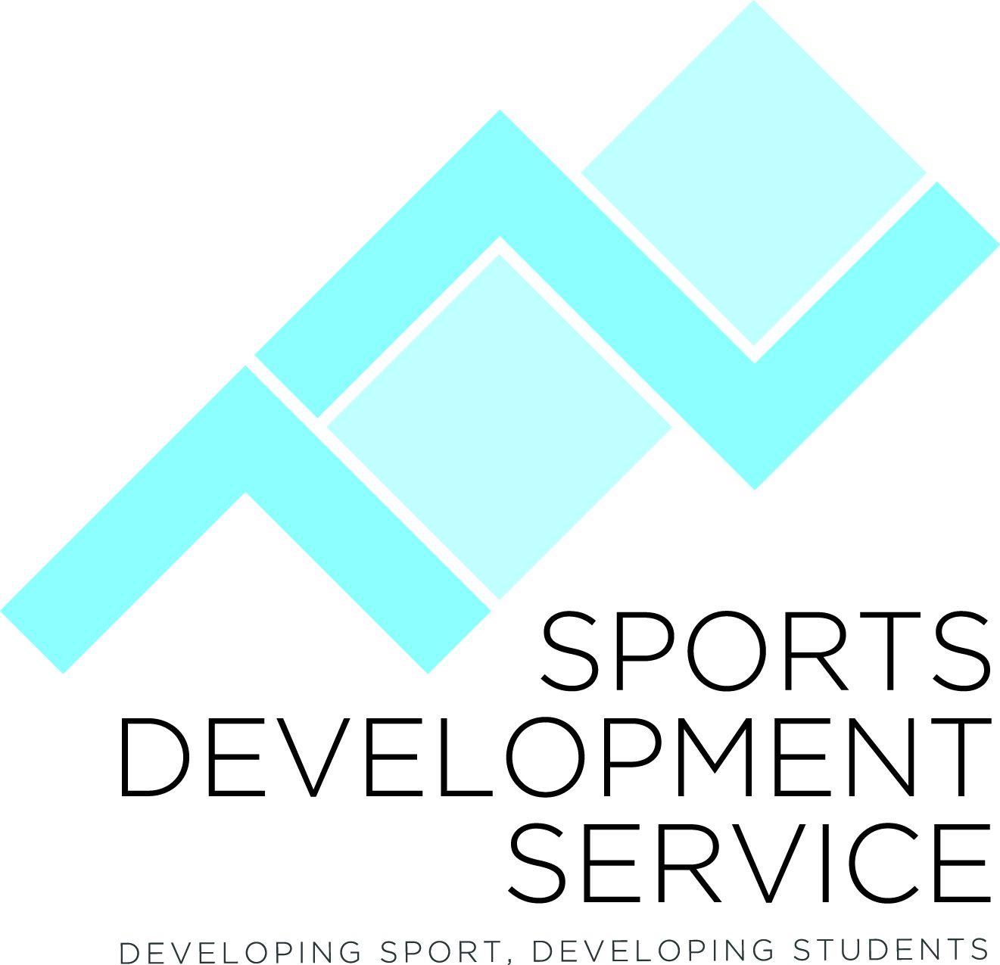 SPORTS
DEVELOPMENT
SERVICE
DEVELOPING SPORT, DEVELOPING STUDENTS